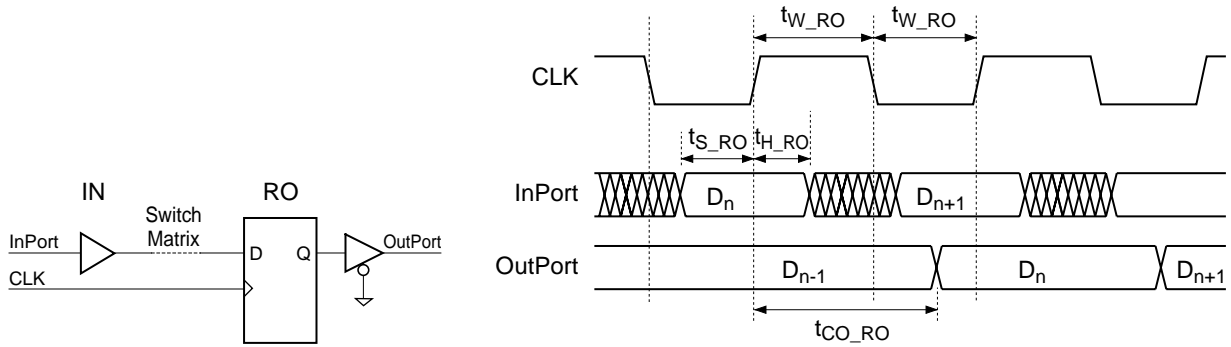 IN
RO
InPort
Switch
Matrix
D
Q
OutPort
CLK
t_W_RO t_W_RO
CLK
t_S_RO t_H_RO
InPort
D_n D_n+1
OutPort
D_n-1 D_n D_n+1
t_CO_RO